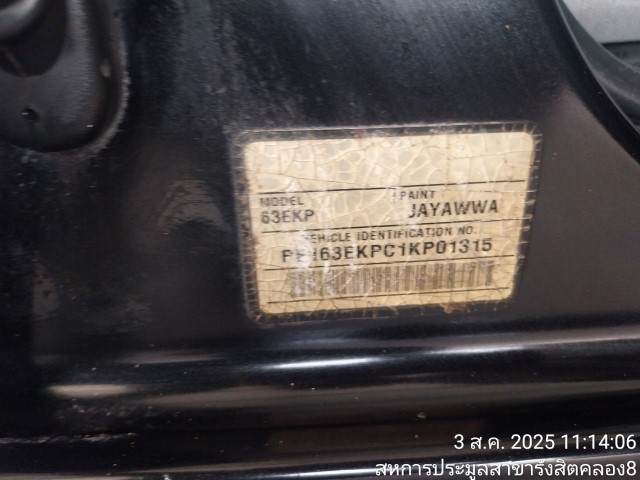 MODEL PAINT
63EKP JAYAWWA
VEHICLE IDENTIFICATION NO.
3 ส.ค. 2025 11:14:06
สหการประมูลสาขารังสิตคลอง8